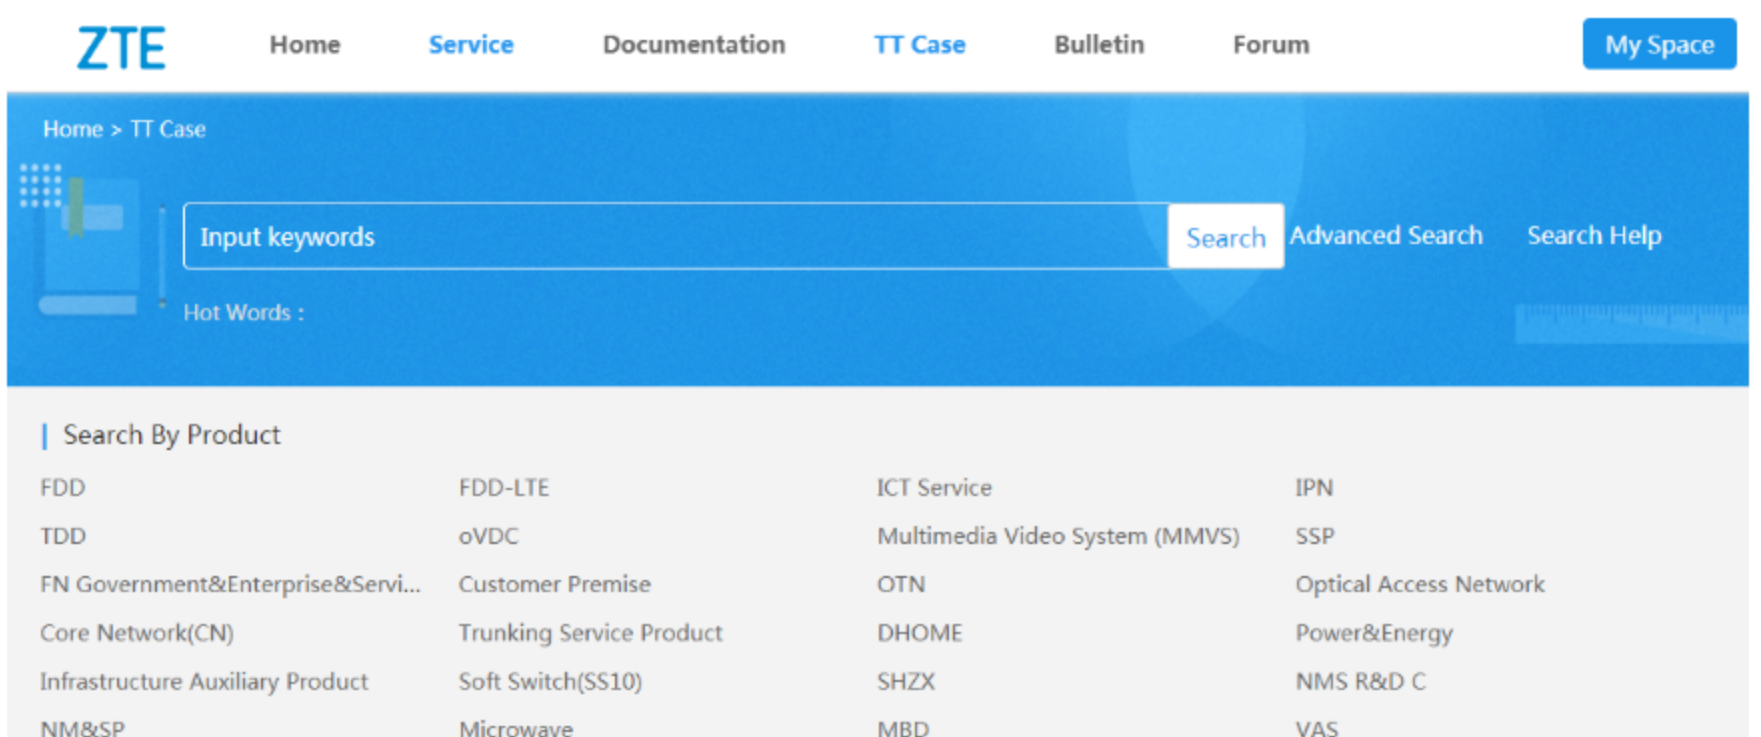 ZTE Home Service Documentation TT Case Bulletin Forum My Space
Home > TT Case
Input keywords Search Advanced Search Search Help
Hot Words :
Search By Product
FDD FDD-LTE ICT Service IPN
TDD oVDC Multimedia Video System (MMVS) SSP
FN Government&Enterprise&Servi... Customer Premise OTN Optical Access Network
Core Network(CN) Trunking Service Product DHOME Power&Energy
Infrastructure Auxiliary Product Soft Switch(SS10) SHZX NMS R&D C
NM&SP Microwave MBD VAS